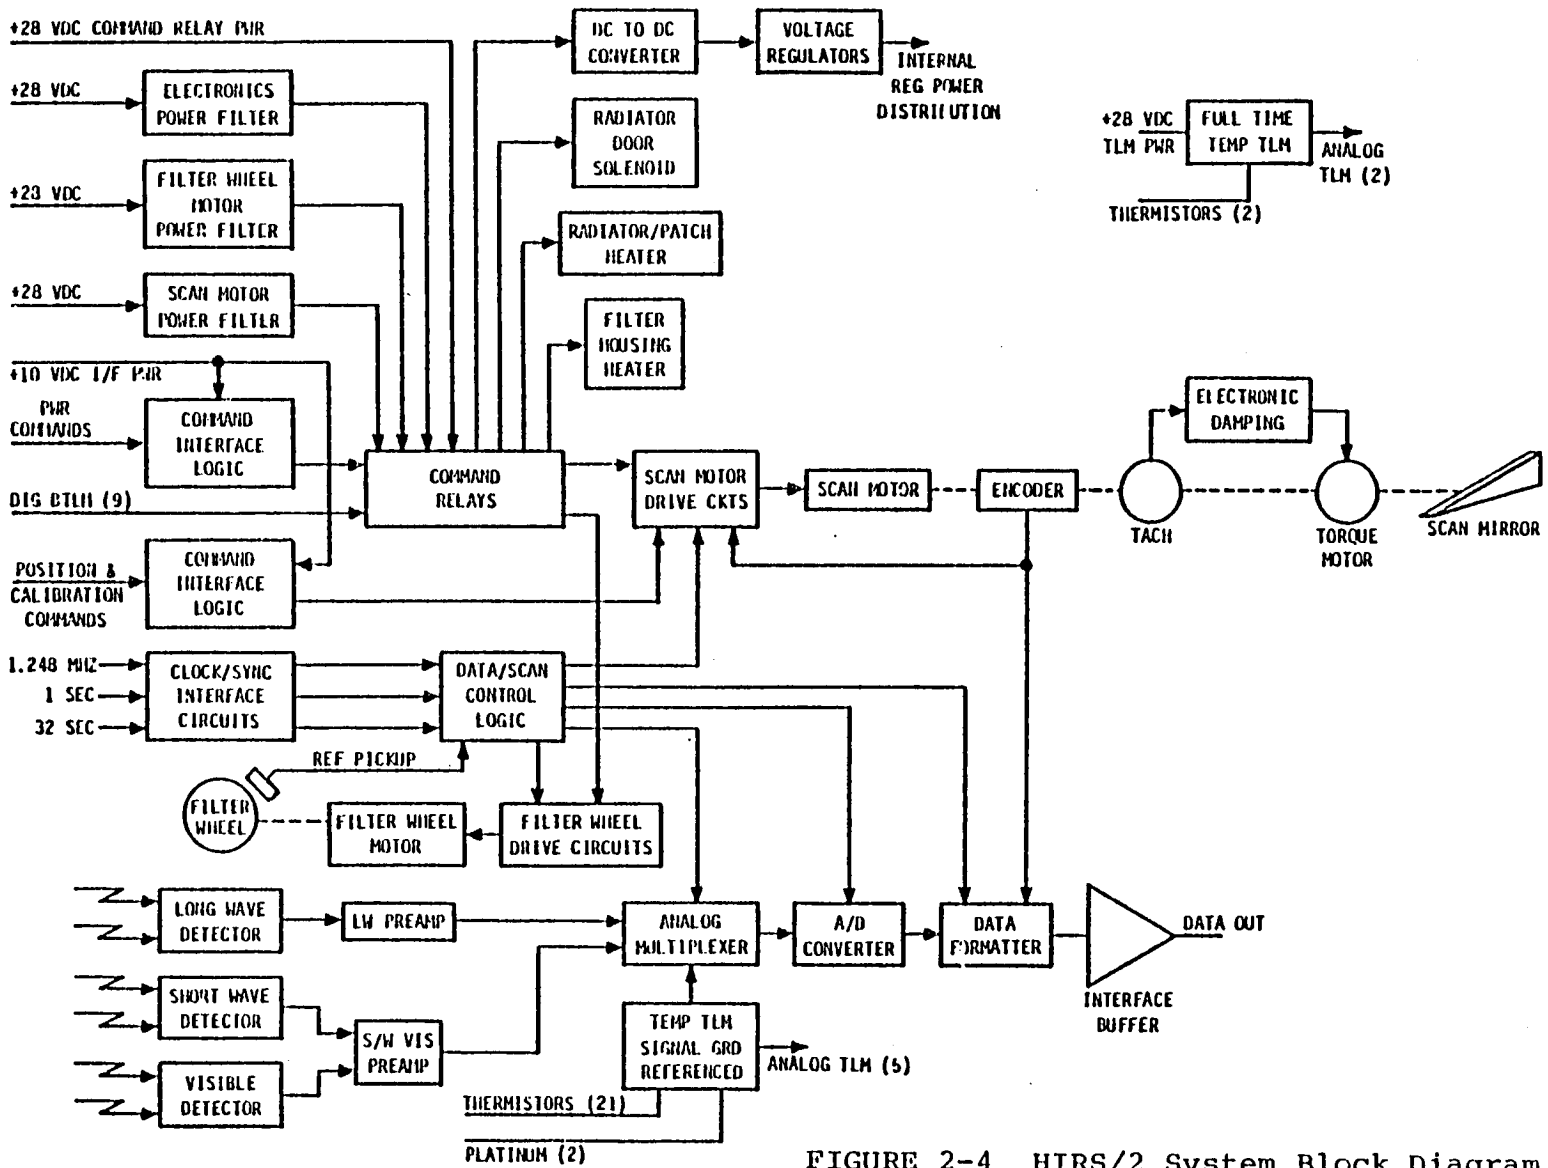 +28 VDC COMMAND RELAY PWR
DC TO DC
CONVERTER
VOLTAGE
REGULATORS
INTERNAL
REG POWER
DISTRIBUTION
+28 VDC
ELECTRONICS
POWER FILTER
RADIATOR
DOOR
SOLENOID
+28 VDC
TLM PWR
FULL TIME
TEMP TLM
ANALOG
TLM (2)
THERMISTORS (2)
+28 VDC
FILTER WHEEL
MOTOR
POWER FILTER
RADIATOR/PATCH
HEATER
+28 VDC
SCAN MOTOR
POWER FILTER
FILTER
HOUSING
HEATER
+10 VDC I/F PWR
PWR
COMMANDS
COMMAND
INTERFACE
LOGIC
ELECTRONIC
DAMPING
COMMAND
RELAYS
SCAN MOTOR
DRIVE CKTS
SCAN MOTOR
ENCODER
TACH
TORQUE
MOTOR
SCAN MIRROR
DIG BTLM (9)
POSITION &
CALIBRATION
COMMANDS
COMMAND
INTERFACE
LOGIC
1.248 MHZ
1 SEC
32 SEC
CLOCK/SYNC
INTERFACE
CIRCUITS
DATA/SCAN
CONTROL
LOGIC
REF PICKUP
FILTER
WHEEL
FILTER WHEEL
MOTOR
FILTER WHEEL
DRIVE CIRCUITS
LONG WAVE
DETECTOR
LW PREAMP
ANALOG
MULTIPLEXER
A/D
CONVERTER
DATA
FORMATTER
DATA OUT
INTERFACE
BUFFER
SHORT WAVE
DETECTOR
S/W VIS
PREAMP
VISIBLE
DETECTOR
TEMP TLM
SIGNAL GRD
REFERENCED
ANALOG TLM (5)
THERMISTORS (21)
PLATINUM (2)
FIGURE 2-4 HIRS/2 System Block Diagram